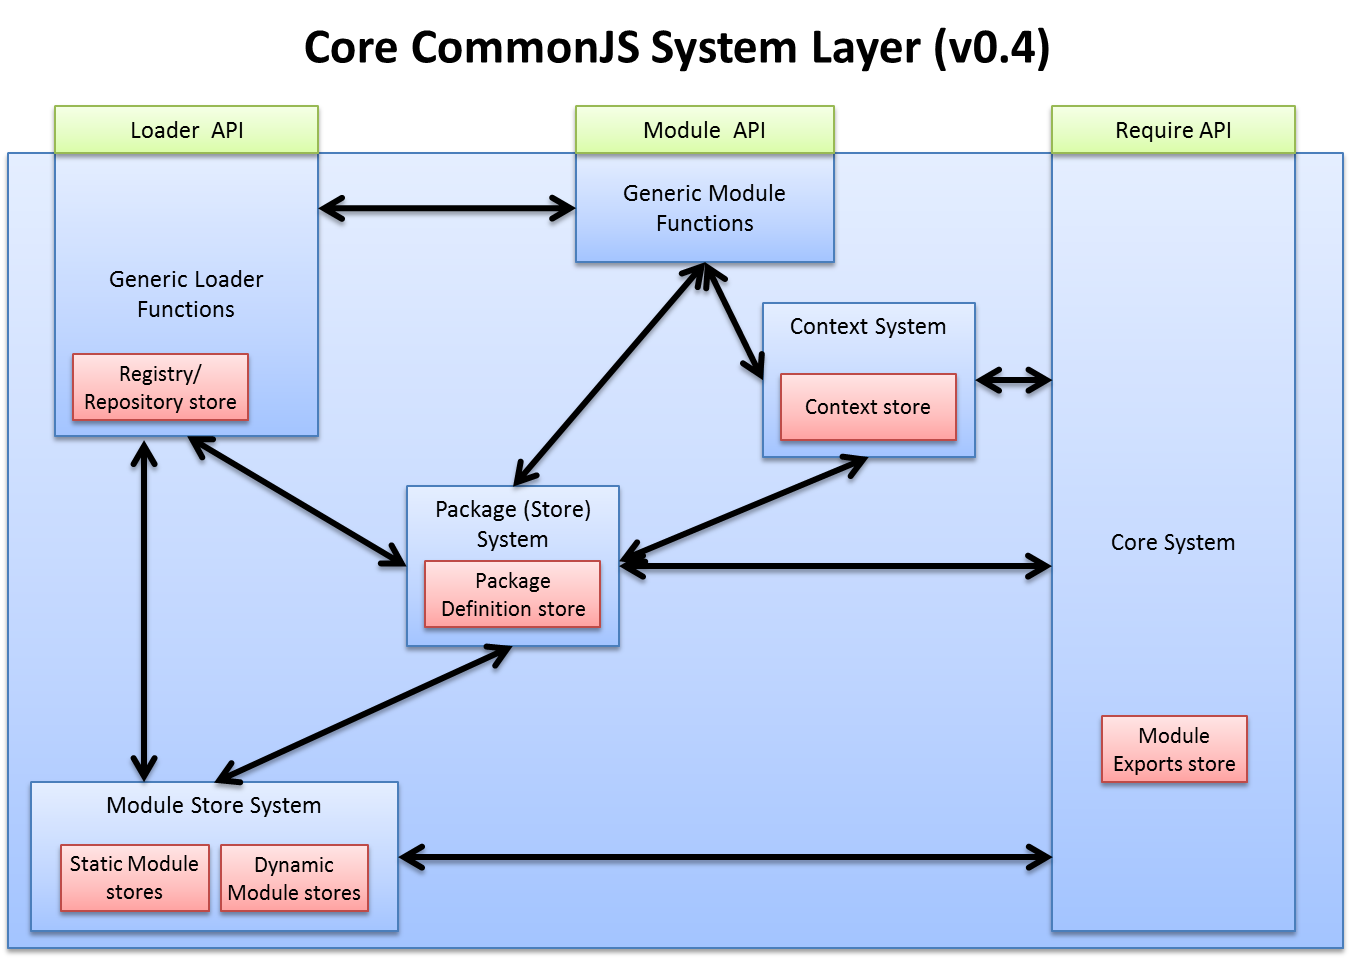 Core CommonJS System Layer (v0.4)
Loader API
Module API
Require API
Generic Module
Functions
Generic Loader
Functions
Registry/
Repository store
Context System
Context store
Package (Store)
System
Package
Definition store
Core System
Module
Exports store
Module Store System
Static Module
stores
Dynamic
Module stores